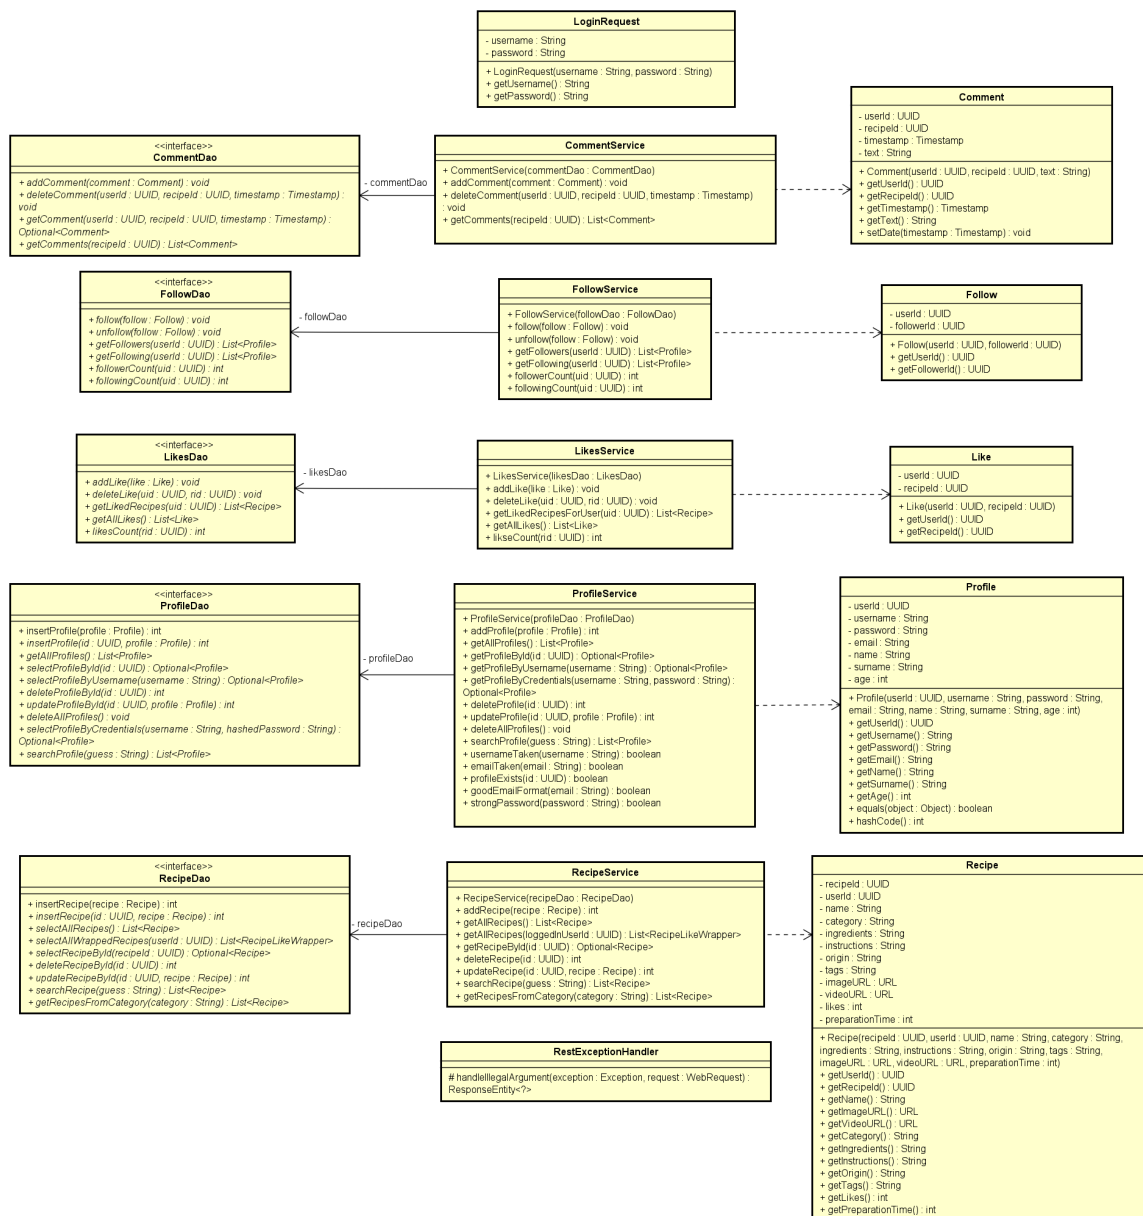 LoginRequest
- username : String
- password : String
+ LoginRequest(username : String, password : String)
+ getUsername() : String
+ getPassword() : String
Comment
- userId : UUID
- recipeId : UUID
- timestamp : Timestamp
- text : String
+ Comment(userId : UUID, recipeId : UUID, text : String)
+ getUserId() : UUID
+ getRecipeId() : UUID
+ getTimestamp() : Timestamp
+ getText() : String
+ setDate(timestamp : Timestamp) : void
<<interface>>
CommentDao
+ addComment(comment : Comment) : void
+ deleteComment(userId : UUID, recipeId : UUID, timestamp : Timestamp) :
void
+ getComment(userId : UUID, recipeId : UUID, timestamp : Timestamp) :
Optional<Comment>
+ getComments(recipeId : UUID) : List<Comment>
- commentDao
CommentService
+ CommentService(commentDao : CommentDao)
+ addComment(comment : Comment) : void
+ deleteComment(userId : UUID, recipeId : UUID, timestamp : Timestamp)
: void
+ getComments(recipeId : UUID) : List<Comment>
<<interface>>
FollowDao
+ follow(follow : Follow) : void
+ unfollow(follow : Follow) : void
+ getFollowers(userId : UUID) : List<Profile>
+ getFollowing(userId : UUID) : List<Profile>
+ followerCount(uid : UUID) : int
+ followingCount(uid : UUID) : int
- followDao
FollowService
+ FollowService(followDao : FollowDao)
+ follow(follow : Follow) : void
+ unfollow(follow : Follow) : void
+ getFollowers(userId : UUID) : List<Profile>
+ getFollowing(userId : UUID) : List<Profile>
+ followerCount(uid : UUID) : int
+ followingCount(uid : UUID) : int
Follow
- userId : UUID
- followerId : UUID
+ Follow(userId : UUID, followerId : UUID)
+ getUserId() : UUID
+ getFollowerId() : UUID
<<interface>>
LikesDao
+ addLike(like : Like) : void
+ deleteLike(uid : UUID, rid : UUID) : void
+ getLikedRecipes(uid : UUID) : List<Recipe>
+ getAllLikes() : List<Like>
+ likesCount(rid : UUID) : int
- likesDao
LikesService
+ LikesService(likesDao : LikesDao)
+ addLike(like : Like) : void
+ deleteLike(uid : UUID, rid : UUID) : void
+ getLikedRecipesForUser(uid : UUID) : List<Recipe>
+ getAllLikes() : List<Like>
+ likseCount(rid : UUID) : int
Like
- userId : UUID
- recipeId : UUID
+ Like(userId : UUID, recipeId : UUID)
+ getUserId() : UUID
+ getRecipeId() : UUID
<<interface>>
ProfileDao
+ insertProfile(profile : Profile) : int
+ insertProfile(id : UUID, profile : Profile) : int
+ getAllProfiles() : List<Profile>
+ selectProfileById(id : UUID) : Optional<Profile>
+ selectProfileByUsername(username : String) : Optional<Profile>
+ deleteProfileById(id : UUID) : int
+ updateProfileById(id : UUID, profile : Profile) : int
+ deleteAllProfiles() : void
+ selectProfileByCredentials(username : String, hashedPassword : String) :
Optional<Profile>
+ searchProfile(guess : String) : List<Profile>
- profileDao
ProfileService
+ ProfileService(profileDao : ProfileDao)
+ addProfile(profile : Profile) : int
+ getAllProfiles() : List<Profile>
+ getProfileById(id : UUID) : Optional<Profile>
+ getProfileByUsername(username : String) : Optional<Profile>
+ getProfileByCredentials(username : String, password : String) :
Optional<Profile>
+ deleteProfile(id : UUID) : int
+ updateProfile(id : UUID, profile : Profile) : int
+ deleteAllProfiles() : void
+ searchProfile(guess : String) : List<Profile>
+ usernameTaken(username : String) : boolean
+ emailTaken(email : String) : boolean
+ profileExists(id : UUID) : boolean
+ goodEmailFormat(email : String) : boolean
+ strongPassword(password : String) : boolean
Profile
- userId : UUID
- username : String
- password : String
- email : String
- name : String
- surname : String
- age : int
+ Profile(userId : UUID, username : String, password : String,
email : String, name : String, surname : String, age : int)
+ getUserId() : UUID
+ getUsername() : String
+ getPassword() : String
+ getEmail() : String
+ getName() : String
+ getSurname() : String
+ getAge() : int
+ equals(object : Object) : boolean
+ hashCode() : int
<<interface>>
RecipeDao
+ insertRecipe(recipe : Recipe) : int
+ insertRecipe(id : UUID, recipe : Recipe) : int
+ selectAllRecipes() : List<Recipe>
+ selectAllWrappedRecipes(userId : UUID) : List<RecipeLikeWrapper>
+ selectRecipeById(recipeId : UUID) : Optional<Recipe>
+ deleteRecipeById(id : UUID) : int
+ updateRecipeById(id : UUID, recipe : Recipe) : int
+ searchRecipe(guess : String) : List<Recipe>
+ getRecipesFromCategory(category : String) : List<Recipe>
- recipeDao
RecipeService
+ RecipeService(recipeDao : RecipeDao)
+ addRecipe(recipe : Recipe) : int
+ getAllRecipes() : List<Recipe>
+ getAllRecipes(loggedInUserId : UUID) : List<RecipeLikeWrapper>
+ getRecipeById(id : UUID) : Optional<Recipe>
+ deleteRecipe(id : UUID) : int
+ updateRecipe(id : UUID, recipe : Recipe) : int
+ searchRecipe(guess : String) : List<Recipe>
+ getRecipesFromCategory(category : String) : List<Recipe>
Recipe
- recipeId : UUID
- userId : UUID
- name : String
- category : String
- ingredients : String
- instructions : String
- origin : String
- tags : String
- imageURL : URL
- videoURL : URL
- likes : int
- preparationTime : int
+ Recipe(recipeId : UUID, userId : UUID, name : String, category : String,
ingredients : String, instructions : String, origin : String, tags : String,
imageURL : URL, videoURL : URL, preparationTime : int)
+ getUserId() : UUID
+ getRecipeId() : UUID
+ getName() : String
+ getImageURL() : URL
+ getVideoURL() : URL
+ getCategory() : String
+ getIngredients() : String
+ getInstructions() : String
+ getOrigin() : String
+ getTags() : String
+ getLikes() : int
+ getPreparationTime() : int
RestExceptionHandler
# handleIllegalArgument(exception : Exception, request : WebRequest) :
ResponseEntity<?>